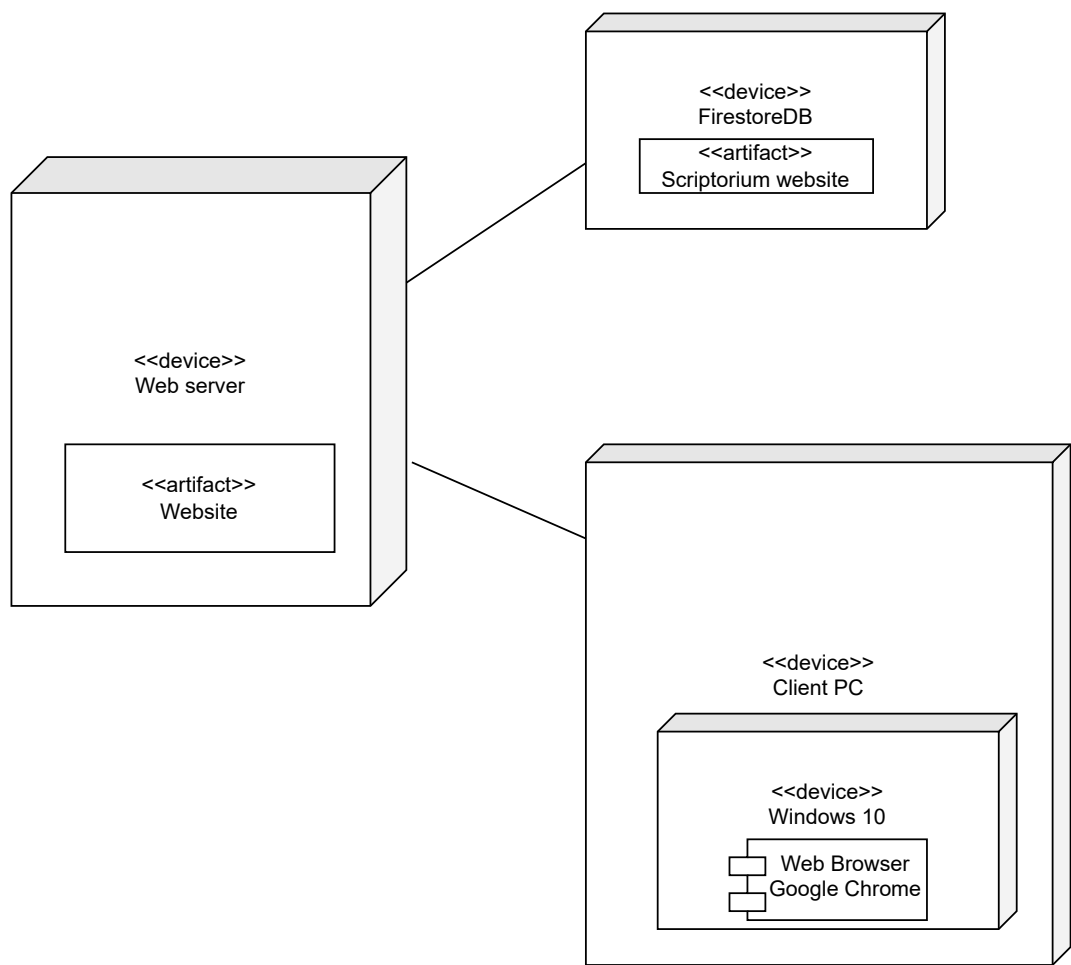 <<device>>
FirestoreDB
<<artifact>>
Scriptorium website
<<device>>
Web server
<<artifact>>
Website
<<device>>
Client PC
<<device>>
Windows 10
Web Browser
Google Chrome